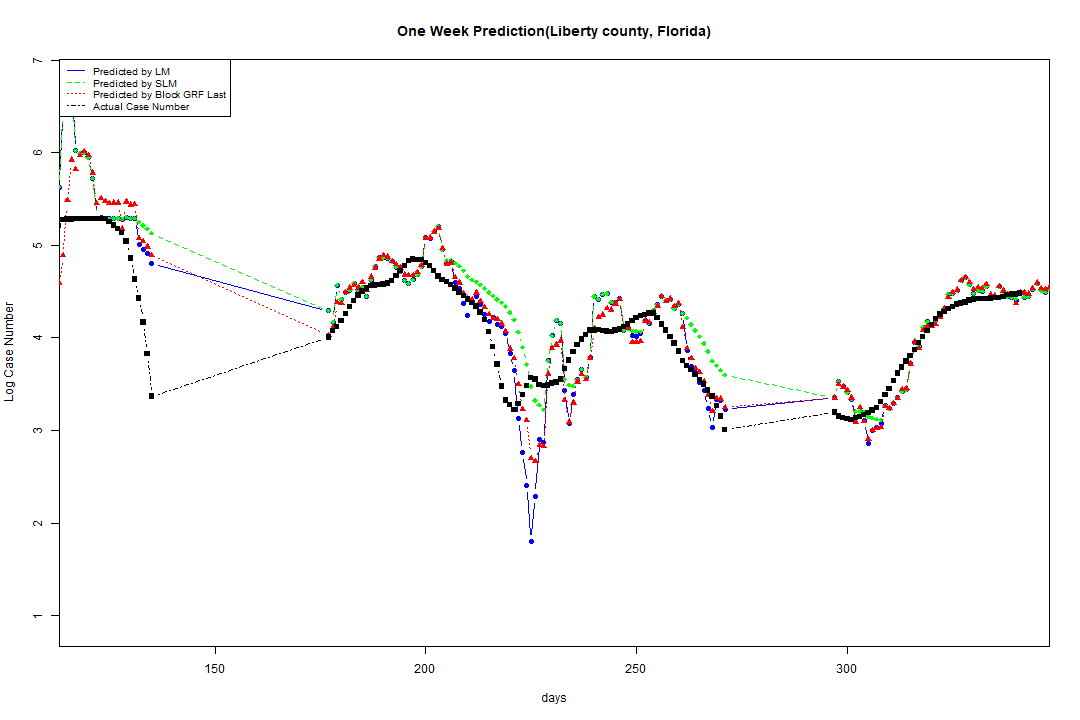 One Week Prediction(Liberty county, Florida)
7
6
5
4
3
2
1
Log Case Number
Predicted by LM
Predicted by SLM
Predicted by Block GRF Last
Actual Case Number
150
200
250
300
days